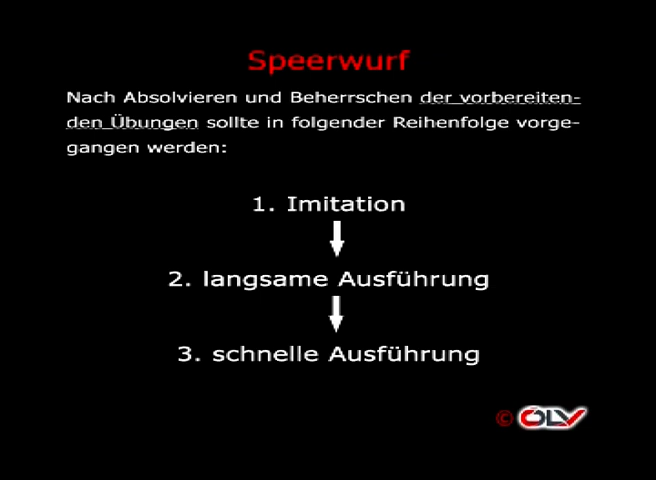 Speerwurf
Nach Absolvieren und Beherrschen der vorbereiten-
den Übungen sollte in folgender Reihenfolge vorge-
gangen werden:
1. Imitation
2. langsame Ausführung
3. schnelle Ausführung
© ÖLV